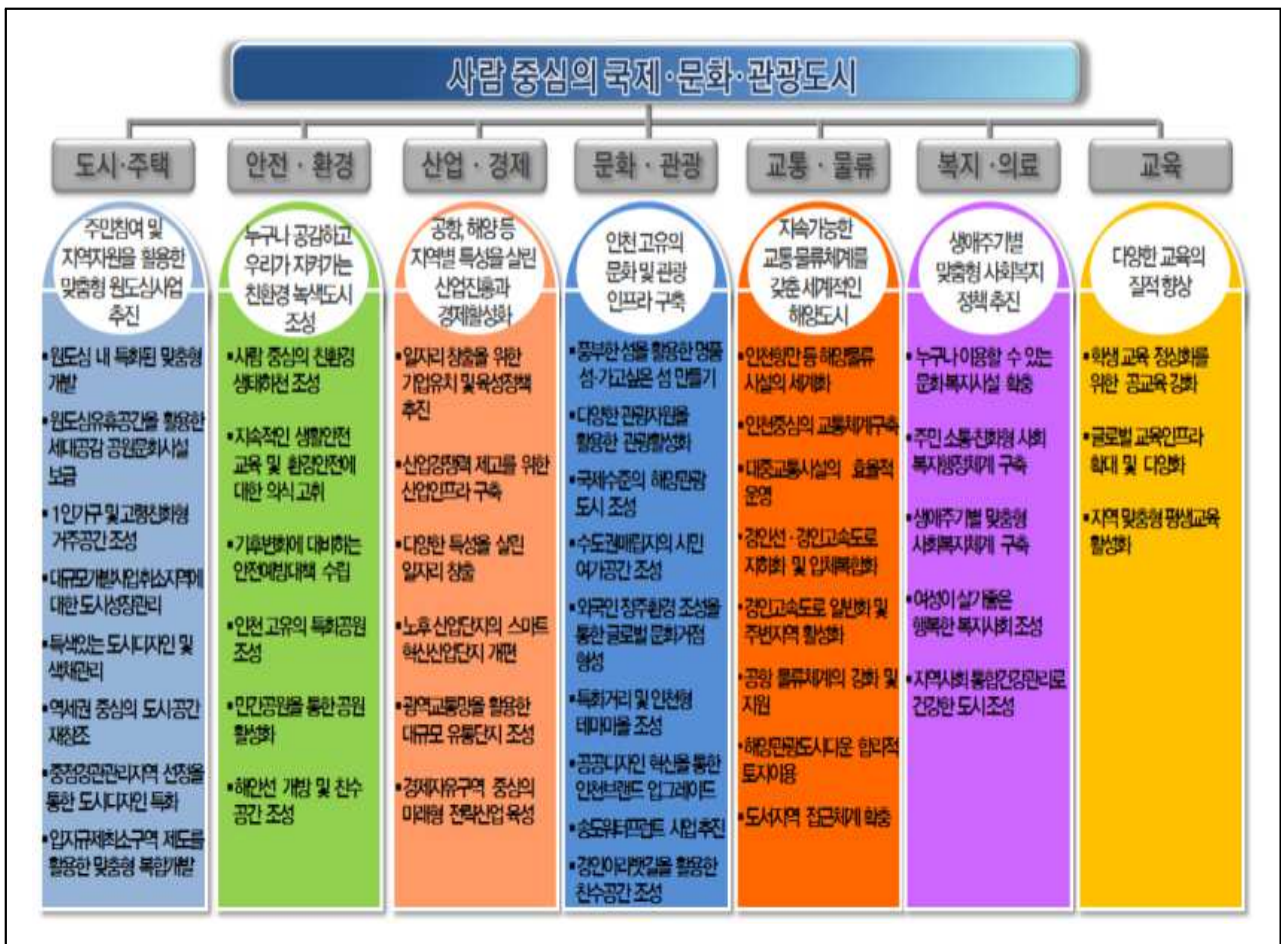 사람 중심의 국제·문화·관광도시
도시·주택
안전·환경
산업·경제
문화·관광
교통·물류
복지·의료
교육
주민참여 및
지역자원을 활용한
맞춤형 원도심사업
추진
▪원도심 내 특화된 맞춤형
개발
▪원도심유휴공간을 활용한
세대공감 공원문화시설
보급
▪1인가구 및 고령친화형
거주공간 조성
▪대규모개발사업취소지역에
대한 도시성장관리
▪특색있는 도시디자인 및
색채관리
▪역세권 중심의 도시공간
재창조
▪중점경관관리지역 선정을
통한 도시디자인 특화
▪입지규제최소구역 제도를
활용한 맞춤형 복합개발
누구나 공감하고
우리가 지켜가는
친환경 녹색도시
조성
▪사람 중심의 친환경
생태하천 조성
▪지속적인 생활안전
교육 및 환경안전에
대한 의식 고취
▪기후변화에 대비하는
안전예방대책 수립
▪인천 고유의 특화공원
조성
▪민간공원을 통한 공원
활성화
▪해안선 개방 및 친수
공간 조성
공항, 해양 등
지역별 특성을 살린
산업진흥과
경제활성화
▪일자리 창출을 위한
기업유치 및 육성정책
추진
▪산업경쟁력 제고를 위한
산업인프라 구축
▪다양한 특성을 살린
일자리 창출
▪노후 산업단지의 스마트
혁신산업단지 개편
▪광역교통망을 활용한
대규모 유통단지 조성
▪경제자유구역 중심의
미래형 전략산업 육성
인천 고유의
문화 및 관광
인프라 구축
▪풍부한 섬을 활용한 명품
섬·가고싶은 섬 만들기
▪다양한 관광자원을
활용한 관광활성화
▪국제수준의 해양관광
도시 조성
▪수도권매립지의 시민
여가공간 조성
▪외국인 정주환경 조성을
통한 글로벌 문화거점
형성
▪특화거리 및 인천형
테마마을 조성
▪공공디자인 혁신을 통한
인천브랜드 업그레이드
▪송도워터프런트 사업 추진
▪경인아라뱃길을 활용한
친수공간 조성
지속가능한
교통 물류체계를
갖춘 세계적인
해양도시
▪인천항만 등 해양물류
시설의 세계화
▪인천중심의 교통체계구축
▪대중교통시설의 효율적
운영
▪경인선·경인고속도로
지하화 및 입체복합화
▪경인고속도로 일반화 및
주변지역 활성화
▪공항 물류체계의 강화 및
지원
▪해양관광도시다운 합리적
토지이용
▪도서지역 접근체계 확충
생애주기별
맞춤형 사회복지
정책 추진
▪누구나 이용할 수 있는
문화복지시설 확충
▪주민 소통·친화형 사회
복지행정체계 구축
▪생애주기별 맞춤형
사회복지체계 구축
▪여성이 살기좋은
행복한 복지사회 조성
▪지역사회 통합건강관리로
건강한 도시조성
다양한 교육의
질적 향상
▪학생 교육 정상화를
위한 공교육 강화
▪글로벌 교육인프라
확대 및 다양화
▪지역 맞춤형 평생교육
활성화